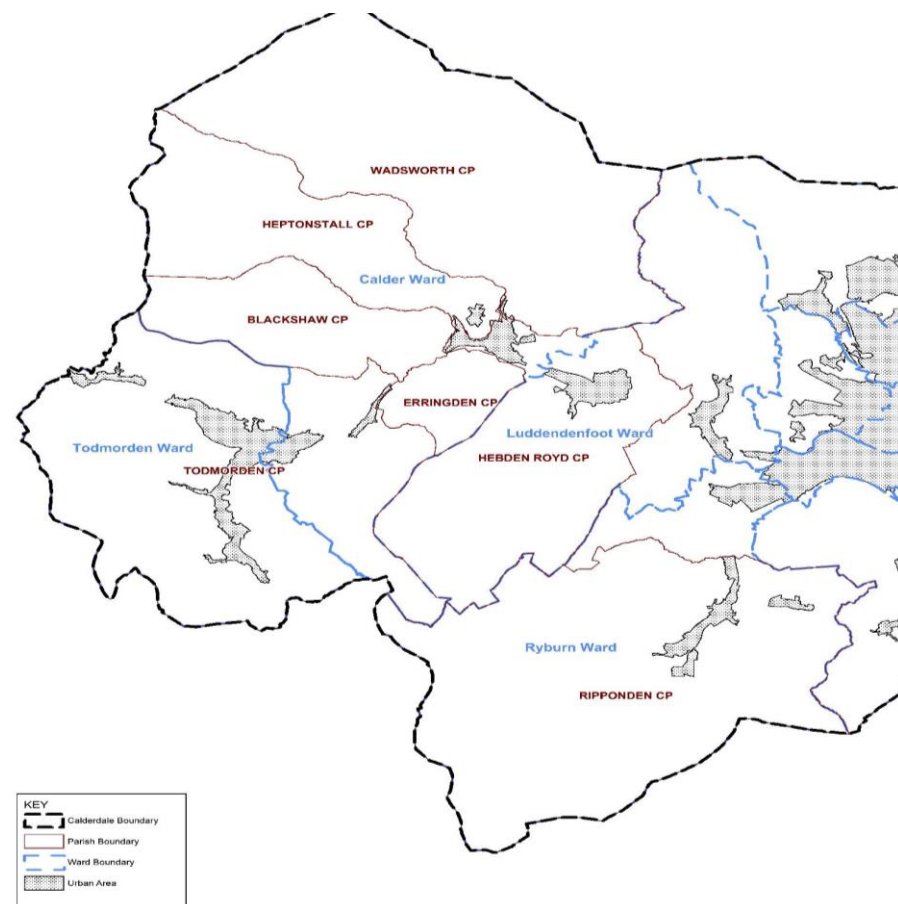 WADSWORTH CP
HEPTONSTALL CP
Calder Ward
BLACKSHAW CP
ERRINGDEN CP
Luddendenfoot Ward
Todmorden Ward
HEBDEN ROYD CP
TODMORDEN CP
Ryburn Ward
RIPPONDEN CP
KEY
Calderdale Boundary
Parish Boundary
Ward Boundary
Urban Area